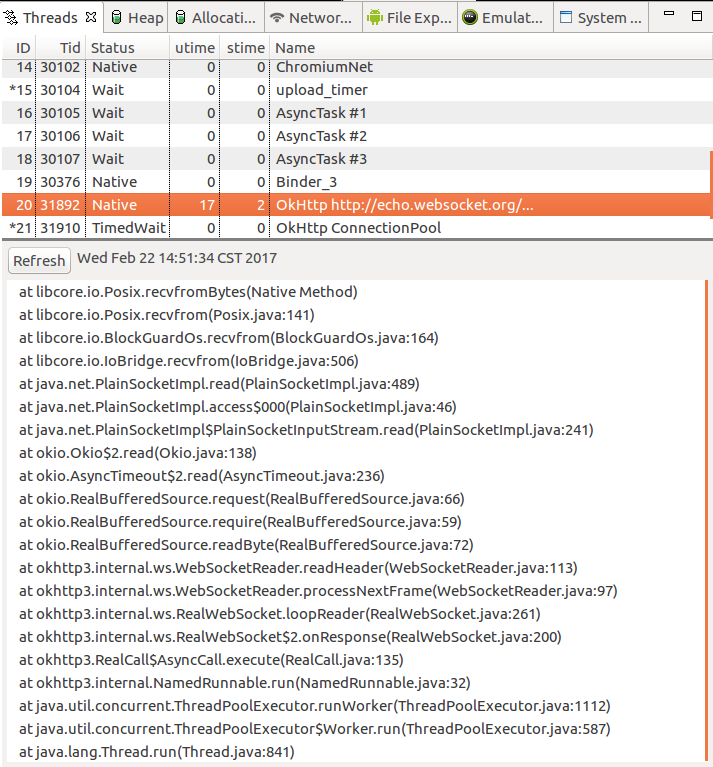 Threads Heap Allocati... Networ... File Exp... Emulat... System ...
ID Tid Status utime stime Name
14 30102 Native 0 0 ChromiumNet
*15 30104 Wait 0 0 upload_timer
16 30105 Wait 0 0 AsyncTask #1
17 30106 Wait 0 0 AsyncTask #2
18 30107 Wait 0 0 AsyncTask #3
19 30376 Native 0 0 Binder_3
20 31892 Native 17 2 OkHttp http://echo.websocket.org/...
*21 31910 TimedWait 0 0 OkHttp ConnectionPool
Refresh Wed Feb 22 14:51:34 CST 2017
at libcore.io.Posix.recvfromBytes(Native Method)
at libcore.io.Posix.recvfrom(Posix.java:141)
at libcore.io.BlockGuardOs.recvfrom(BlockGuardOs.java:164)
at libcore.io.IoBridge.recvfrom(IoBridge.java:506)
at java.net.PlainSocketImpl.read(PlainSocketImpl.java:489)
at java.net.PlainSocketImpl.access$000(PlainSocketImpl.java:46)
at java.net.PlainSocketImpl$PlainSocketInputStream.read(PlainSocketImpl.java:241)
at okio.Okio$2.read(Okio.java:138)
at okio.AsyncTimeout$2.read(AsyncTimeout.java:236)
at okio.RealBufferedSource.request(RealBufferedSource.java:66)
at okio.RealBufferedSource.require(RealBufferedSource.java:59)
at okio.RealBufferedSource.readByte(RealBufferedSource.java:72)
at okhttp3.internal.ws.WebSocketReader.readHeader(WebSocketReader.java:113)
at okhttp3.internal.ws.WebSocketReader.processNextFrame(WebSocketReader.java:97)
at okhttp3.internal.ws.RealWebSocket.loopReader(RealWebSocket.java:261)
at okhttp3.internal.ws.RealWebSocket$2.onResponse(RealWebSocket.java:200)
at okhttp3.RealCall$AsyncCall.execute(RealCall.java:135)
at okhttp3.internal.NamedRunnable.run(NamedRunnable.java:32)
at java.util.concurrent.ThreadPoolExecutor.runWorker(ThreadPoolExecutor.java:1112)
at java.util.concurrent.ThreadPoolExecutor$Worker.run(ThreadPoolExecutor.java:587)
at java.lang.Thread.run(Thread.java:841)